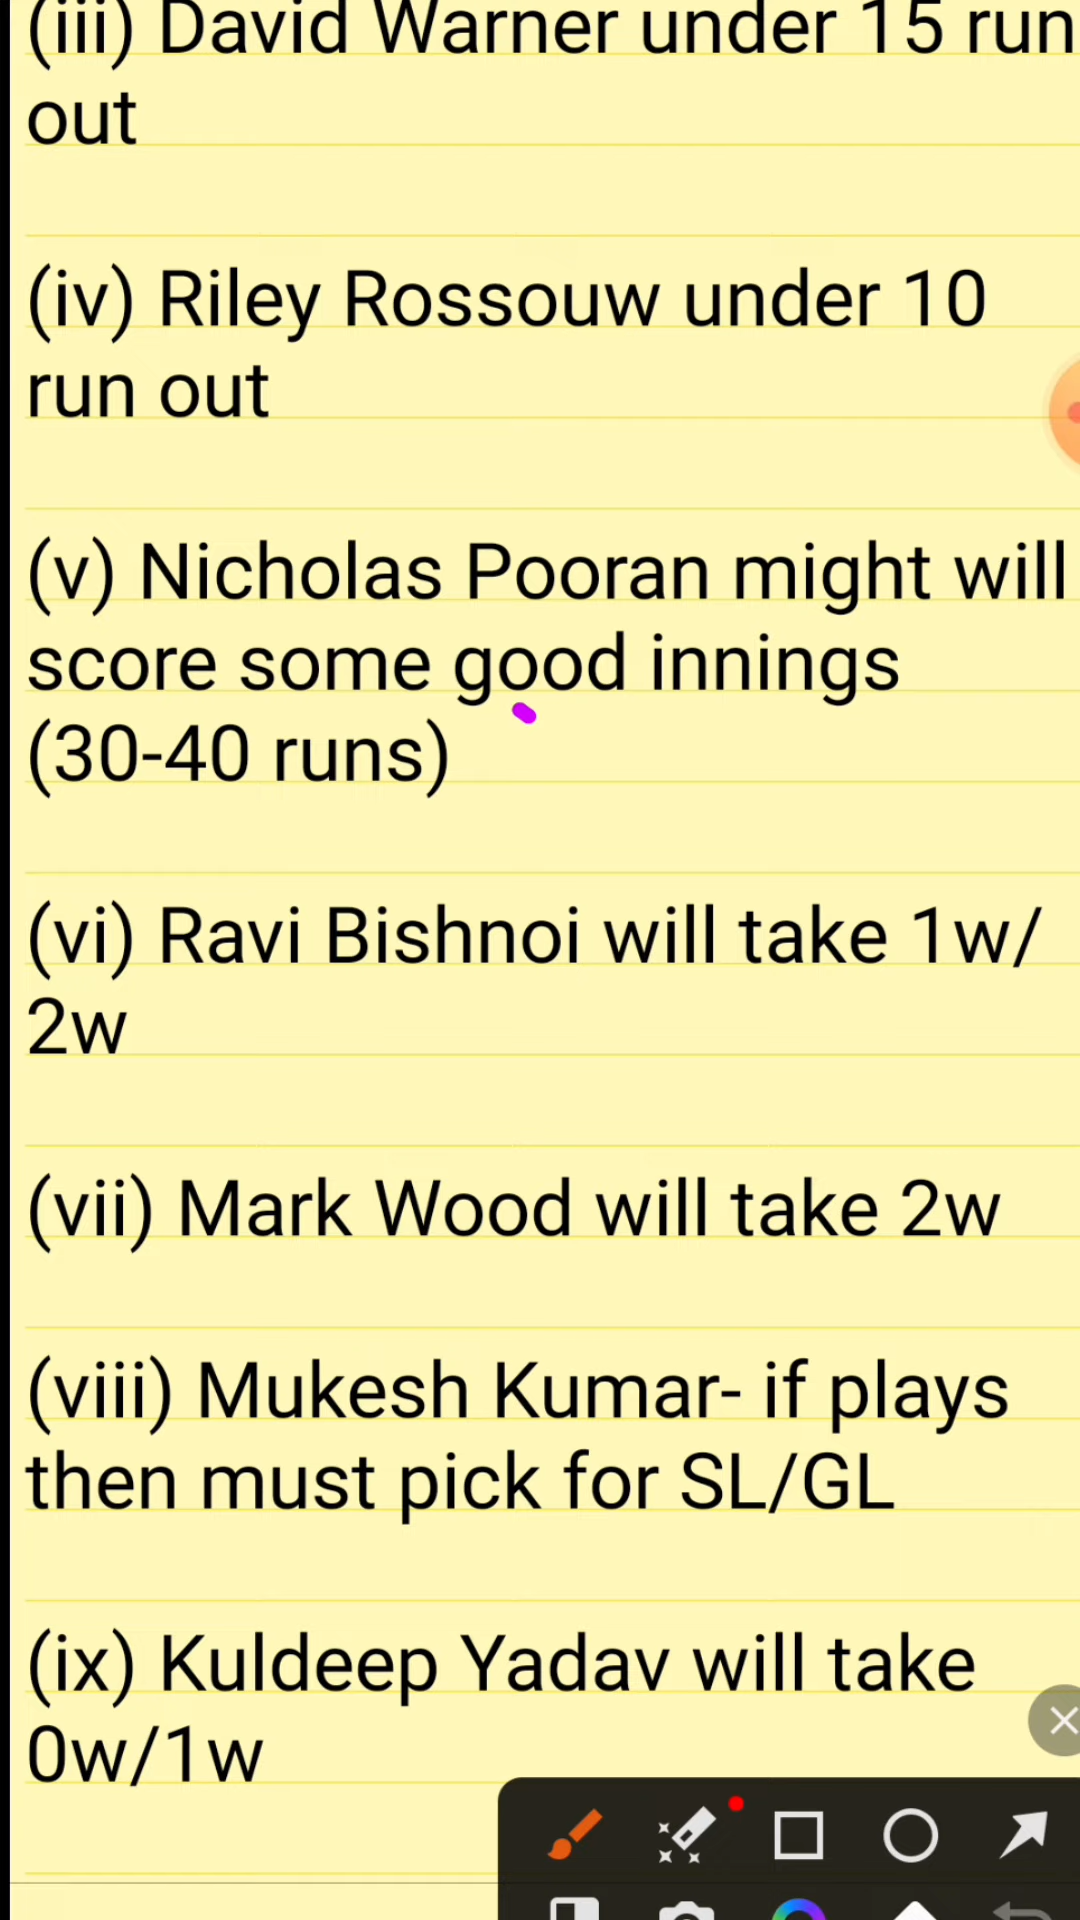 (iii) David Warner under 15 run
out
(iv) Riley Rossouw under 10
run out
(v) Nicholas Pooran might will
score some good innings
(30-40 runs)
(vi) Ravi Bishnoi will take 1w/
2w
(vii) Mark Wood will take 2w
(viii) Mukesh Kumar- if plays
then must pick for SL/GL
(ix) Kuldeep Yadav will take
0w/1w